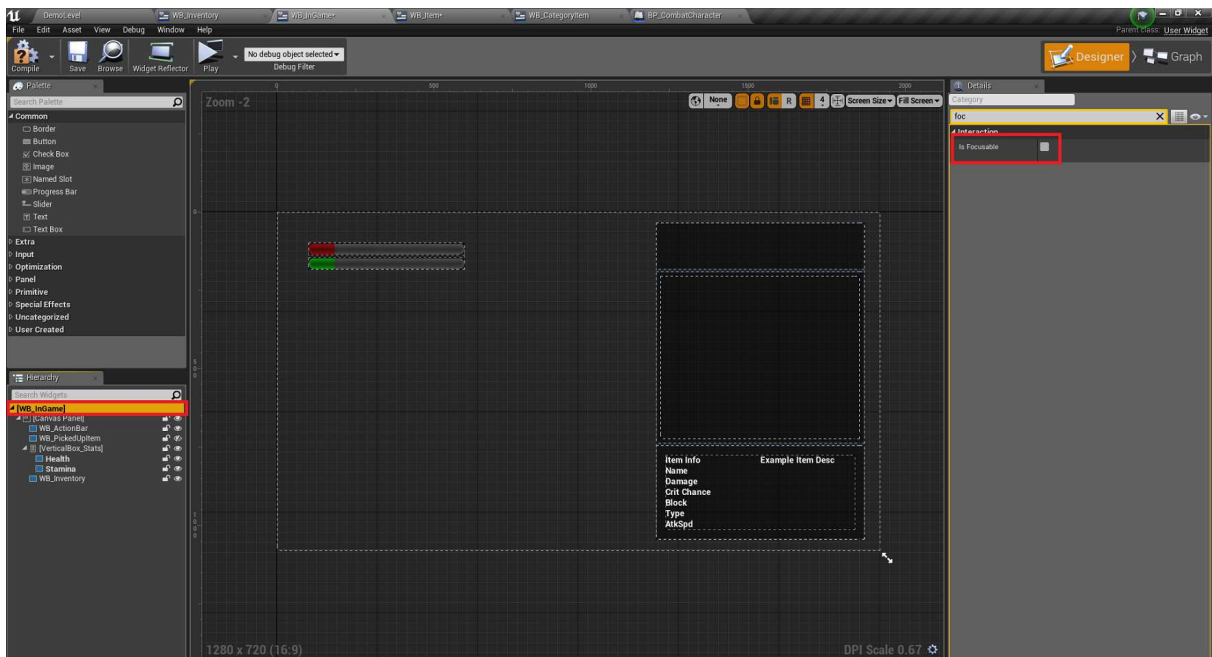 DemoLevel
WB_Inventory
WB_InGame*
WB_Item*
WB_CategoryItem
BP_CombatCharacter
File Edit Asset View Debug Window Help
Parent class: User Widget
Compile
Save
Browse
Widget Reflector
Play
No debug object selected
Debug Filter
Designer
Graph
Palette
Search Palette
Common
Border
Button
Check Box
Image
Named Slot
Progress Bar
Slider
Text
Text Box
Extra
Input
Optimization
Panel
Primitive
Special Effects
Uncategorized
User Created
Hierarchy
Search Widgets
[WB_InGame]
[Canvas Panel]
WB_ActionBar
WB_PickedUpItem
[VerticalBox_Stats]
Health
Stamina
WB_Inventory
0 500 1000 1500 2000
Zoom -2
None
R
4
Screen Size
Fill Screen
0
500
1000
Item Info
Example Item Desc
Name
Damage
Crit Chance
Block
Type
AtkSpd
1280 x 720 (16:9)
DPI Scale 0.67
Details
Category
foc
Interaction
Is Focusable